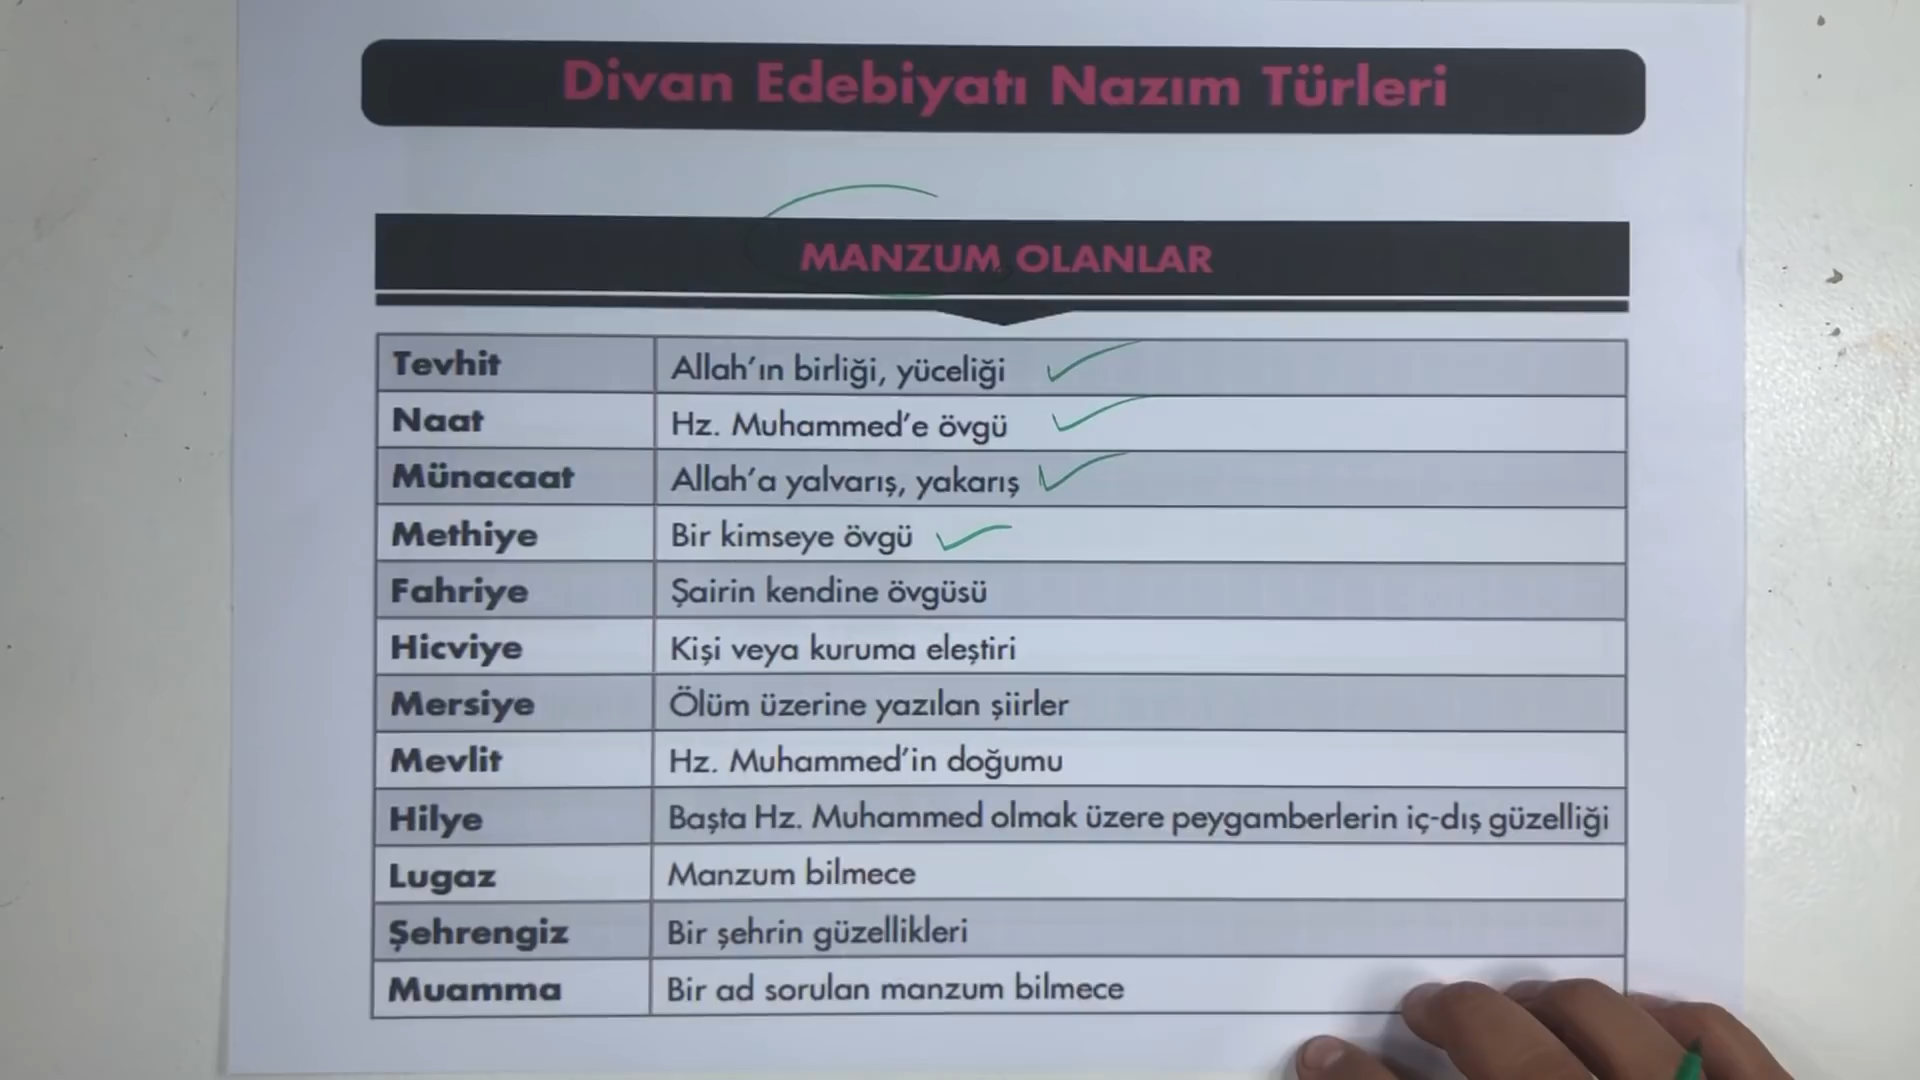 Divan Edebiyatı Nazım Türleri
MANZUM OLANLAR
Tevhit Allah'ın birliği, yüceliği
Naat Hz. Muhammed'e övgü
Münacaat Allah'a yalvarış, yakarış
Methiye Bir kimseye övgü
Fahriye Şairin kendine övgüsü
Hicviye Kişi veya kuruma eleştiri
Mersiye Ölüm üzerine yazılan şiirler
Mevlit Hz. Muhammed'in doğumu
Hilye Başta Hz. Muhammed olmak üzere peygamberlerin iç-dış güzelliği
Lugaz Manzum bilmece
Şehrengiz Bir şehrin güzellikleri
Muamma Bir ad sorulan manzum bilmece